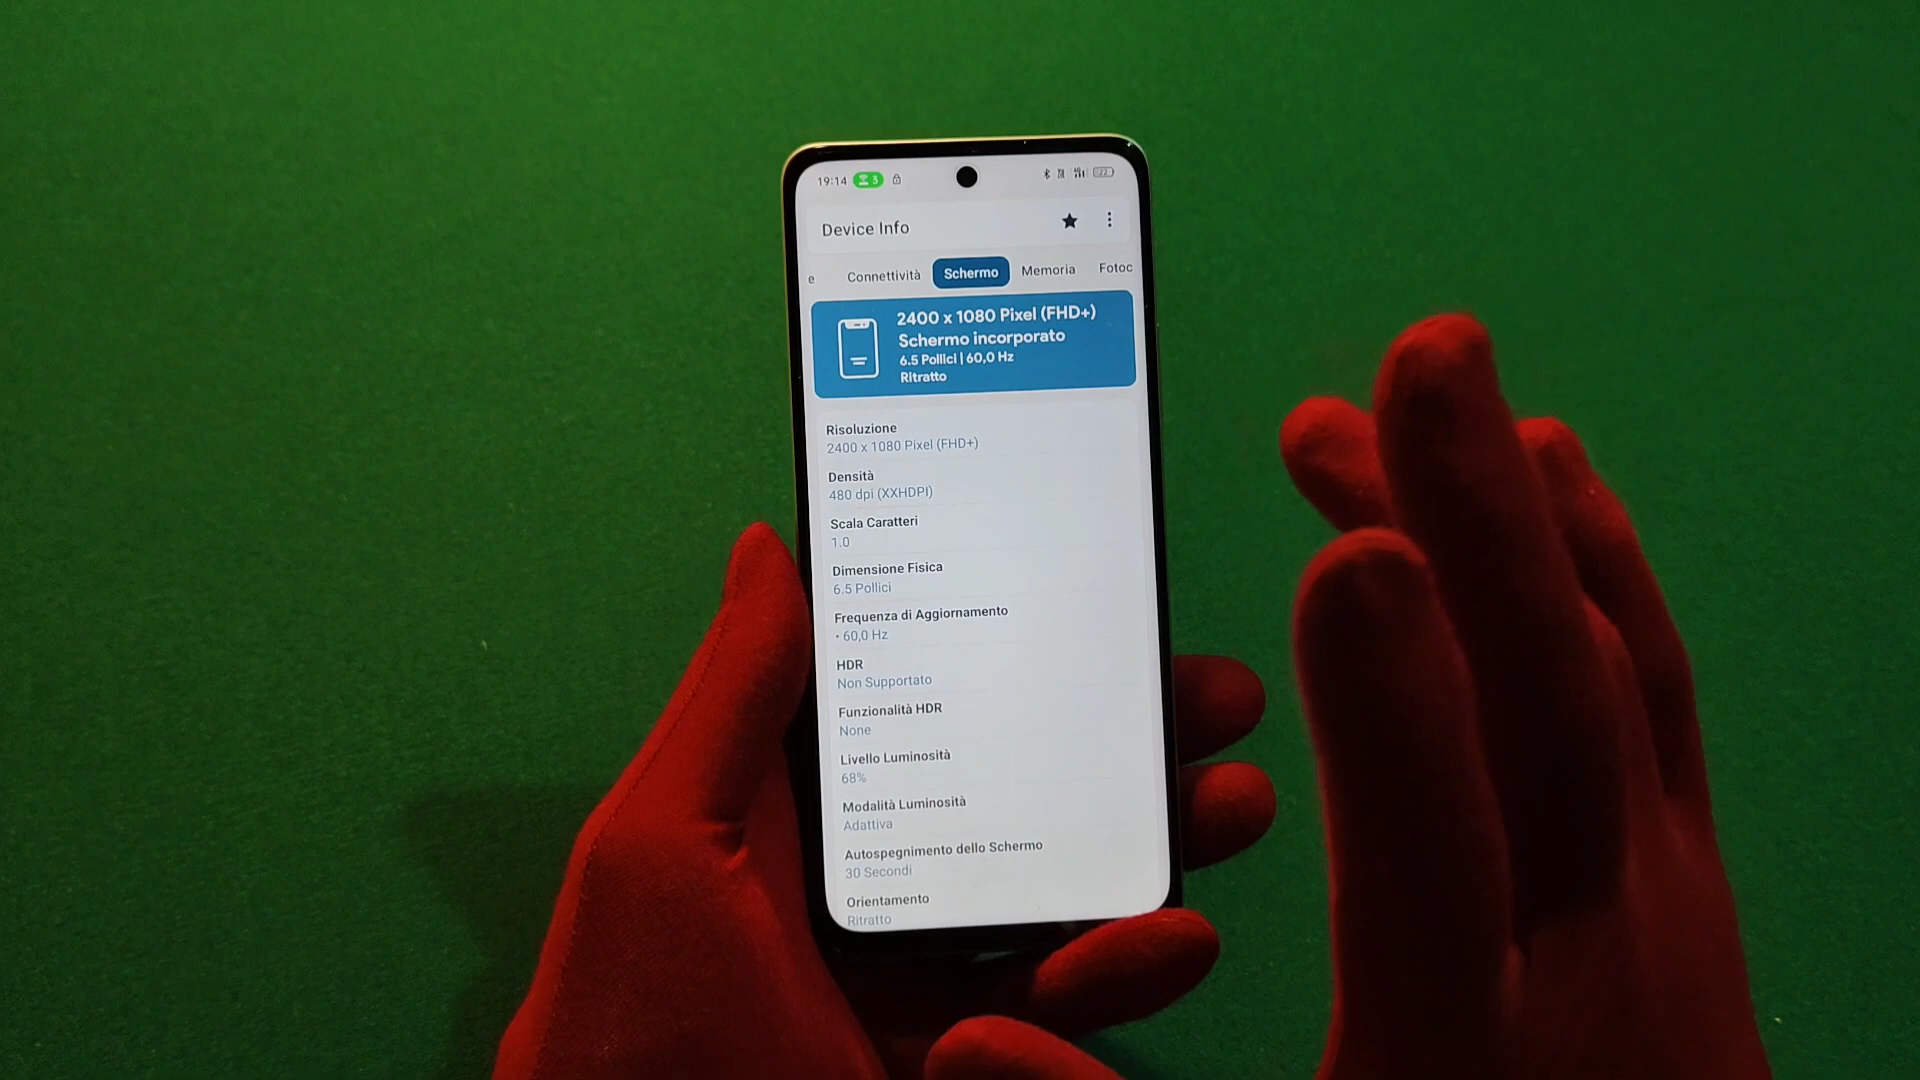 19:14 3 22
Device Info
e Connettività Schermo Memoria Fotoc
2400 x 1080 Pixel (FHD+)
Schermo incorporato
6.5 Pollici | 60,0 Hz
Ritratto
Risoluzione
2400 x 1080 Pixel (FHD+)
Densità
480 dpi (XXHDPI)
Scala Caratteri
1.0
Dimensione Fisica
6.5 Pollici
Frequenza di Aggiornamento
• 60,0 Hz
HDR
Non Supportato
Funzionalità HDR
None
Livello Luminosità
68%
Modalità Luminosità
Adattiva
Autospegnimento dello Schermo
30 Secondi
Orientamento
Ritratto